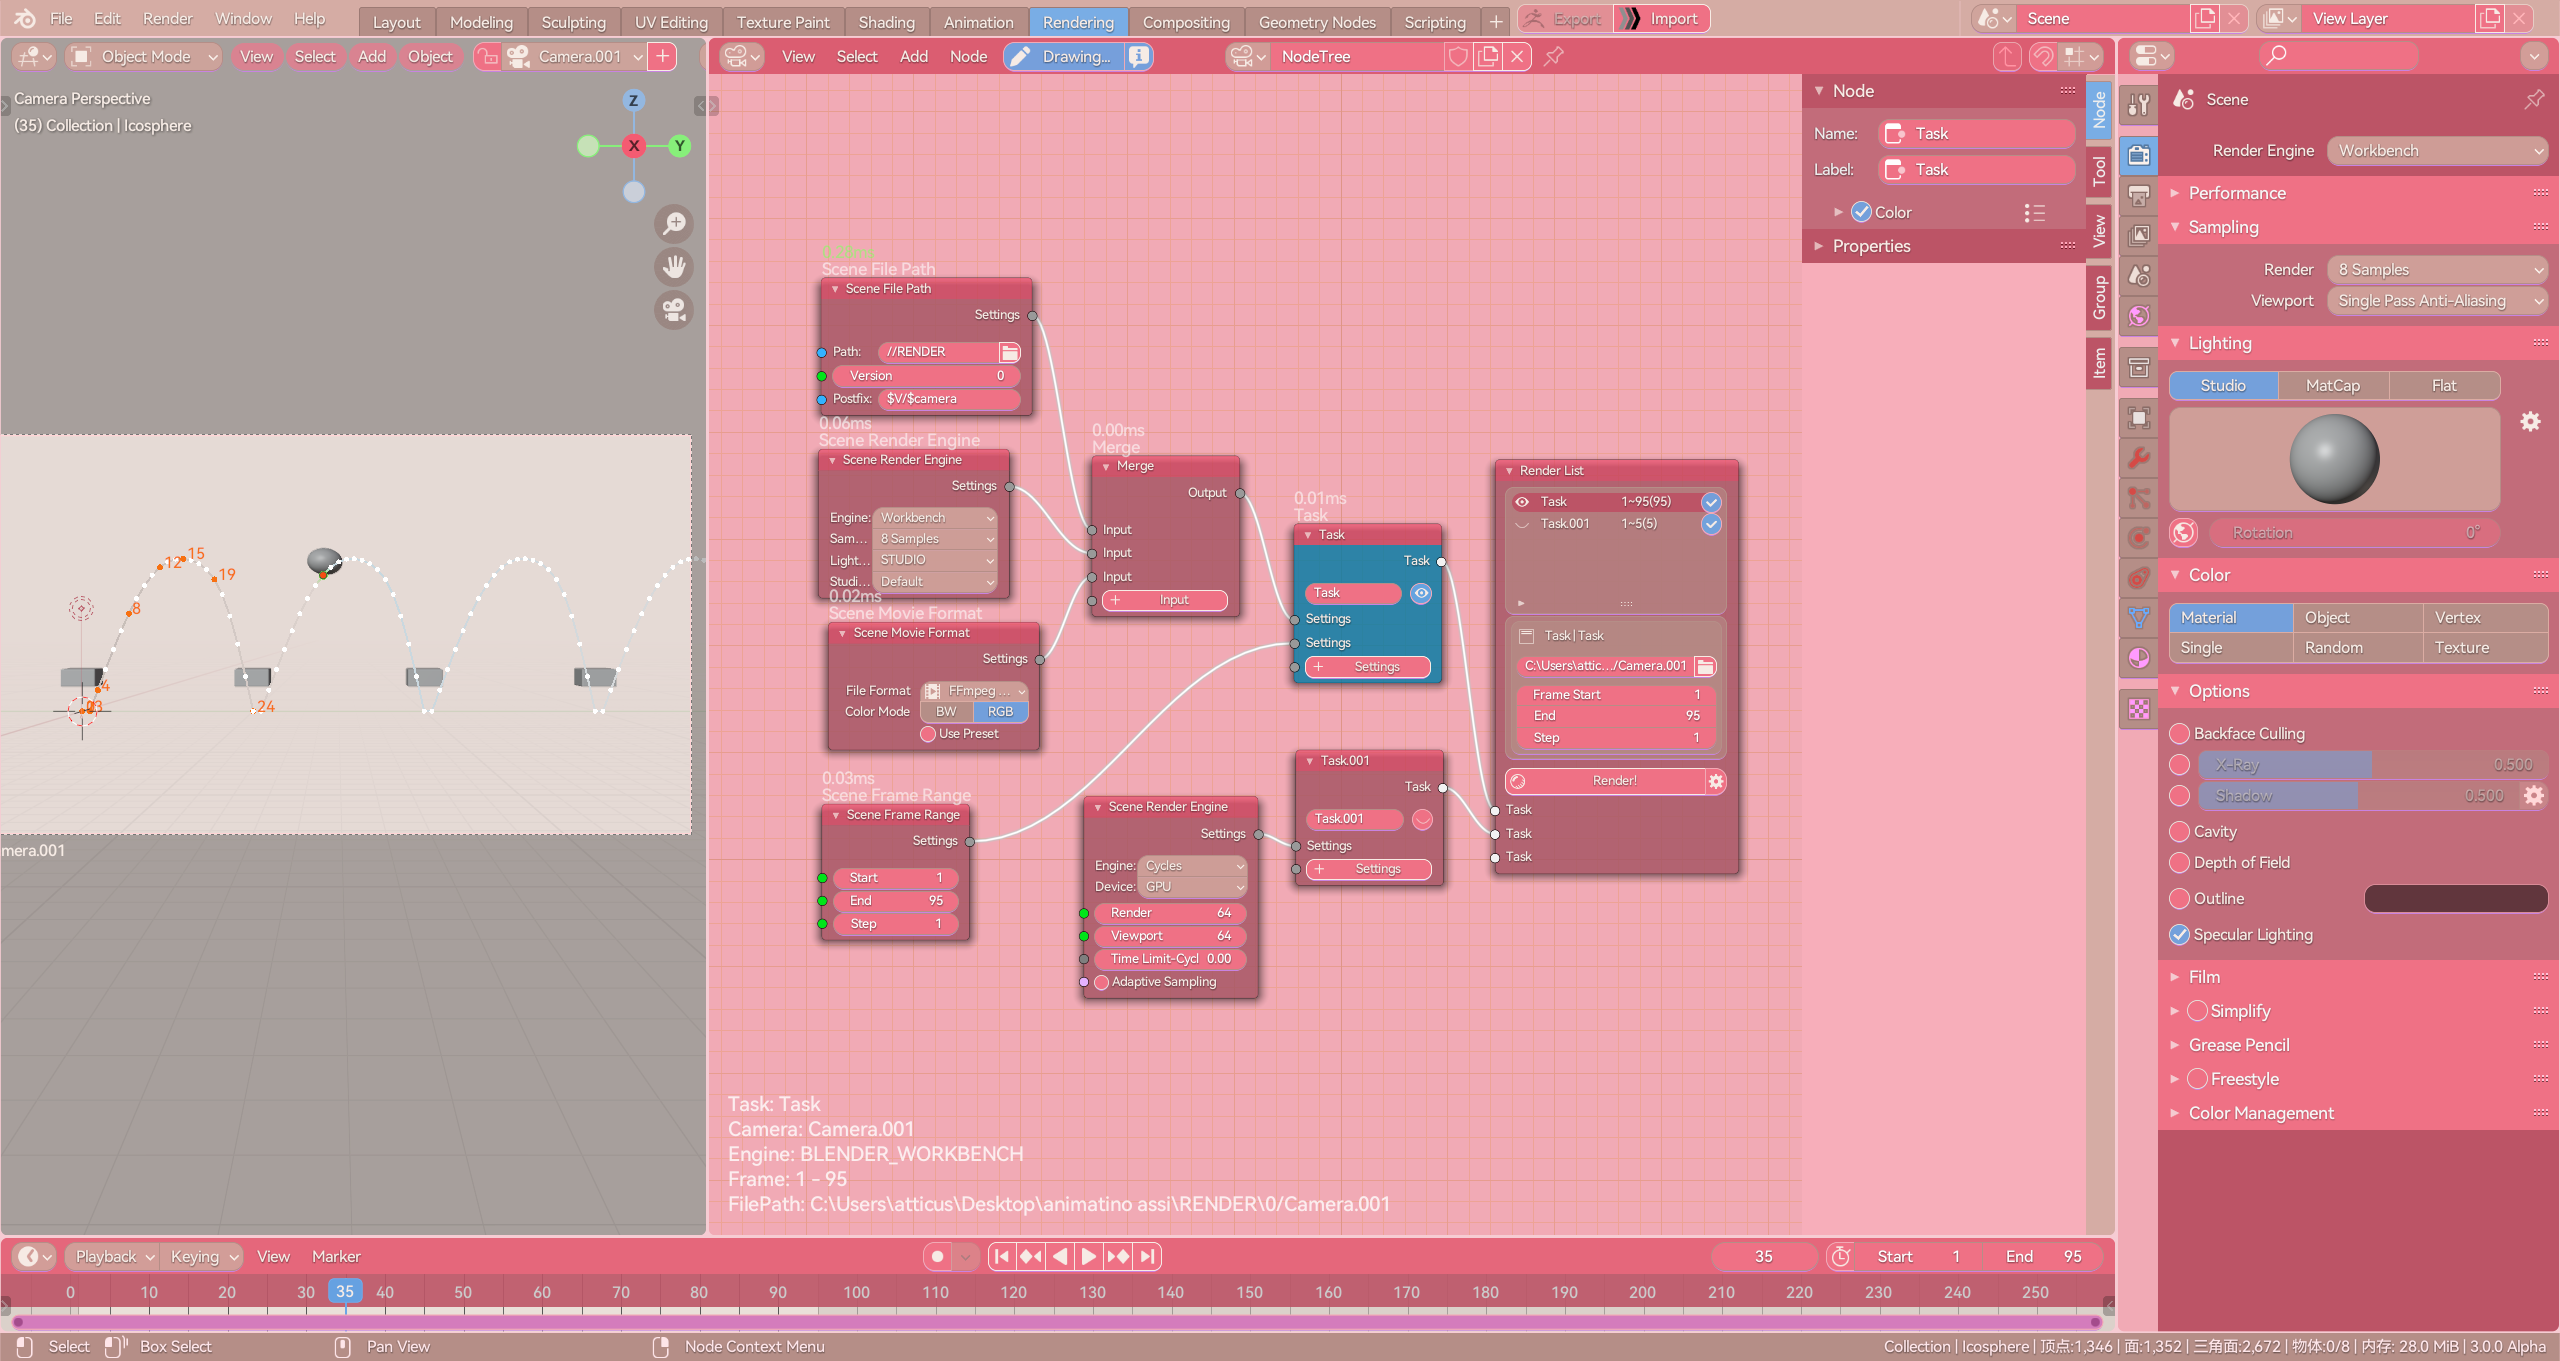 File Edit Render Window Help
Layout Modeling Sculpting UV Editing Texture Paint Shading Animation Rendering Compositing Geometry Nodes Scripting + Export Import
Scene View Layer
Object Mode View Select Add Object Camera.001
View Select Add Node Drawing... NodeTree
Camera Perspective
(35) Collection | Icosphere
Z
X
Y
12 15
19
8
4
24
mera.001
0.28ms
Scene File Path
Scene File Path
Settings
Path: //RENDER
Version 0
Postfix: $V/$camera
0.06ms
Scene Render Engine
Scene Render Engine
Settings
Engine: Workbench
Sam... 8 Samples
Light... STUDIO
Studi... Default
0.02ms
Scene Movie Format
Scene Movie Format
Settings
File Format FFmpeg ...
Color Mode BW RGB
Use Preset
0.03ms
Scene Frame Range
Scene Frame Range
Settings
Start 1
End 95
Step 1
0.00ms
Merge
Merge
Output
Input
Input
Input
+ Input
Scene Render Engine
Settings
Engine: Cycles
Device: GPU
Render 64
Viewport 64
Time Limit-Cycl 0.00
Adaptive Sampling
0.01ms
Task
Task
Task
Task
Settings
Settings
+ Settings
Task.001
Task
Task.001
Settings
+ Settings
Render List
Task 1~95(95)
Task.001 1~5(5)
Task | Task
C:\Users\attic.../Camera.001
Frame Start 1
End 95
Step 1
Render!
Task
Task
Task
Task: Task
Camera: Camera.001
Engine: BLENDER_WORKBENCH
Frame: 1 - 95
FilePath: C:\Users\atticus\Desktop\animatino assi\RENDER\0/Camera.001
Node
Name: Task
Label: Task
Color
Properties
Node
Tool
View
Group
Item
Scene
Render Engine Workbench
Performance
Sampling
Render 8 Samples
Viewport Single Pass Anti-Aliasing
Lighting
Studio MatCap Flat
Rotation 0°
Color
Material Object Vertex
Single Random Texture
Options
Backface Culling
X-Ray 0.500
Shadow 0.500
Cavity
Depth of Field
Outline
Specular Lighting
Film
Simplify
Grease Pencil
Freestyle
Color Management
Playback Keying View Marker
35 Start 1 End 95
0 10 20 30 35 40 50 60 70 80 90 100 110 120 130 140 150 160 170 180 190 200 210 220 230 240 250
Select Box Select Pan View Node Context Menu
Collection | Icosphere | 顶点:1,346 | 面:1,352 | 三角面:2,672 | 物体:0/8 | 内存: 28.0 MiB | 3.0.0 Alpha